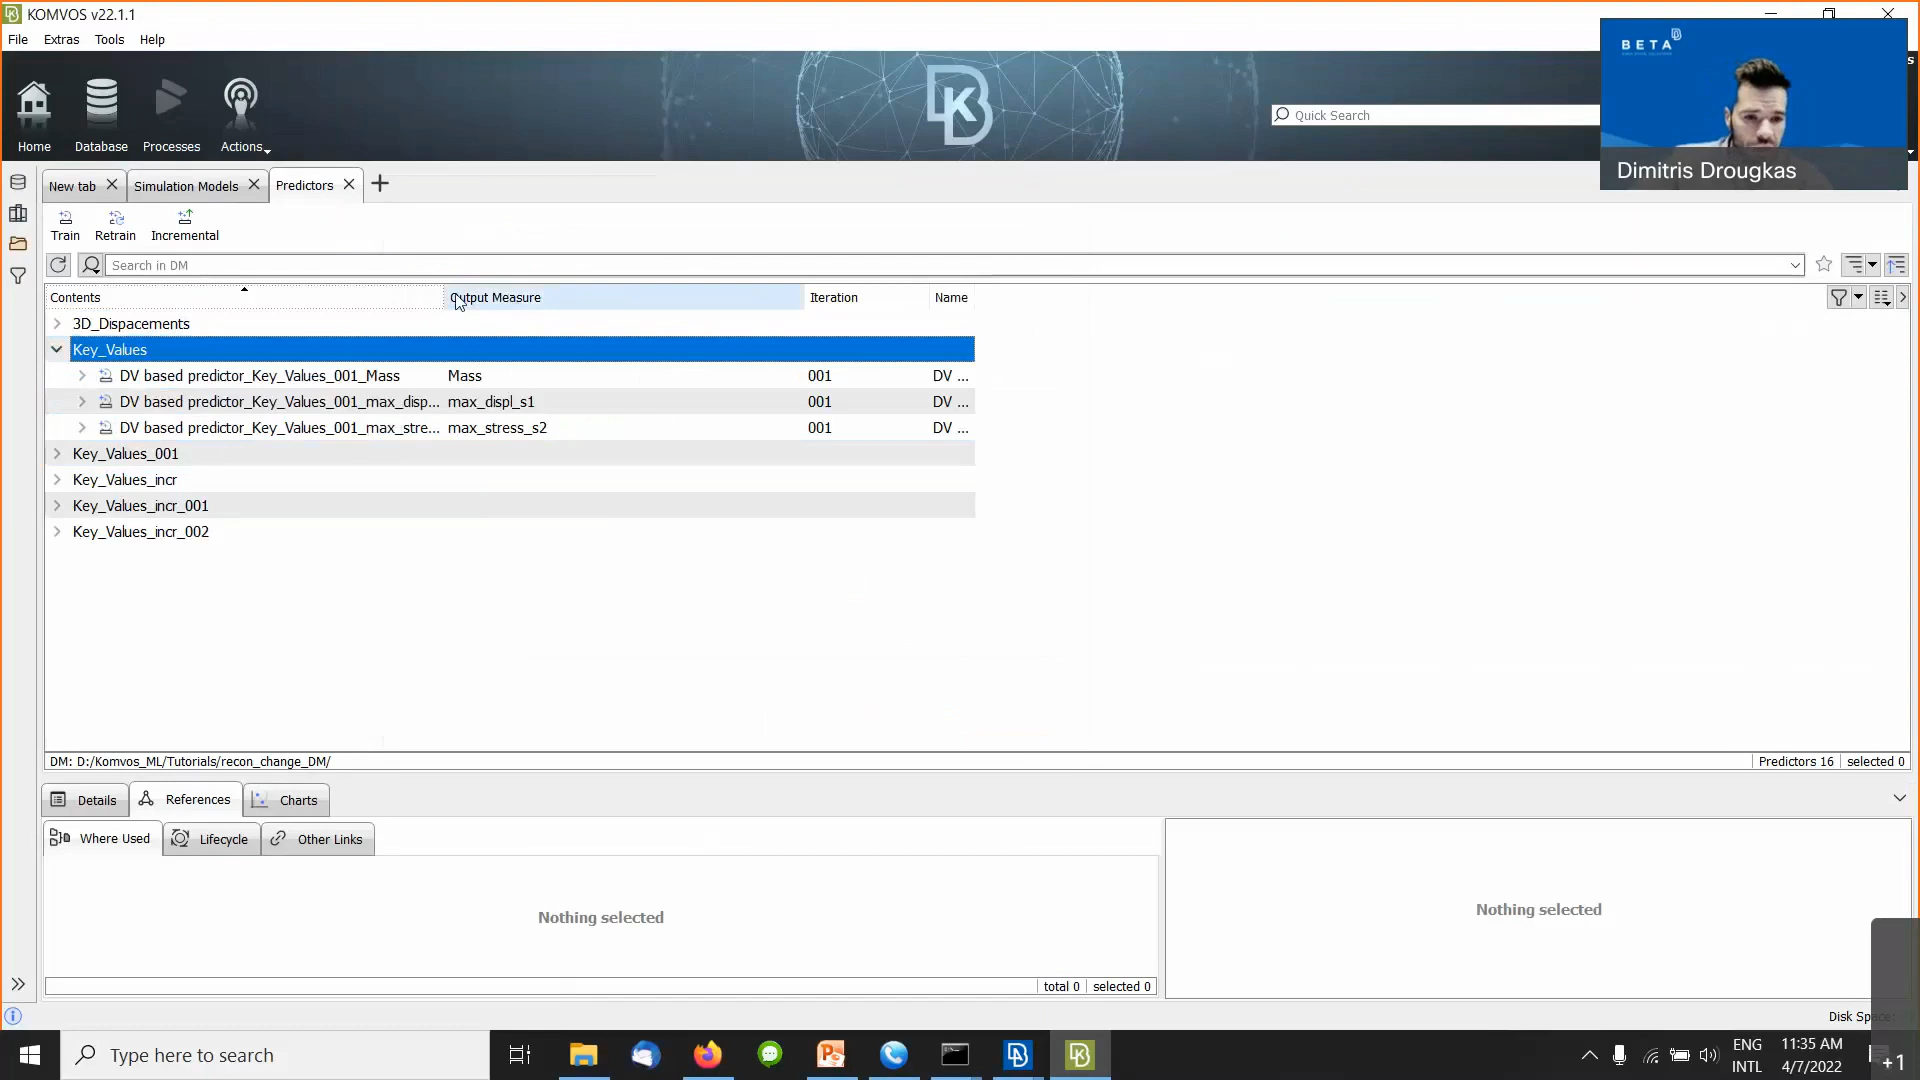 KOMVOS v22.1.1
File Extras Tools Help
BETA
Home Database Processes Actions
Quick Search
Dimitris Drougkas
New tab Simulation Models Predictors
Train Retrain Incremental
Search in DM
Contents Output Measure Iteration Name
3D_Dispacements
Key_Values
DV based predictor_Key_Values_001_Mass Mass 001 DV ...
DV based predictor_Key_Values_001_max_disp... max_displ_s1 001 DV ...
DV based predictor_Key_Values_001_max_stre... max_stress_s2 001 DV ...
Key_Values_001
Key_Values_incr
Key_Values_incr_001
Key_Values_incr_002
DM: D:/Komvos_ML/Tutorials/recon_change_DM/ Predictors 16 selected 0
Details References Charts
Where Used Lifecycle Other Links
Nothing selected Nothing selected
total 0 selected 0
Disk Space:
Type here to search
ENG 11:35 AM
INTL 4/7/2022
+1